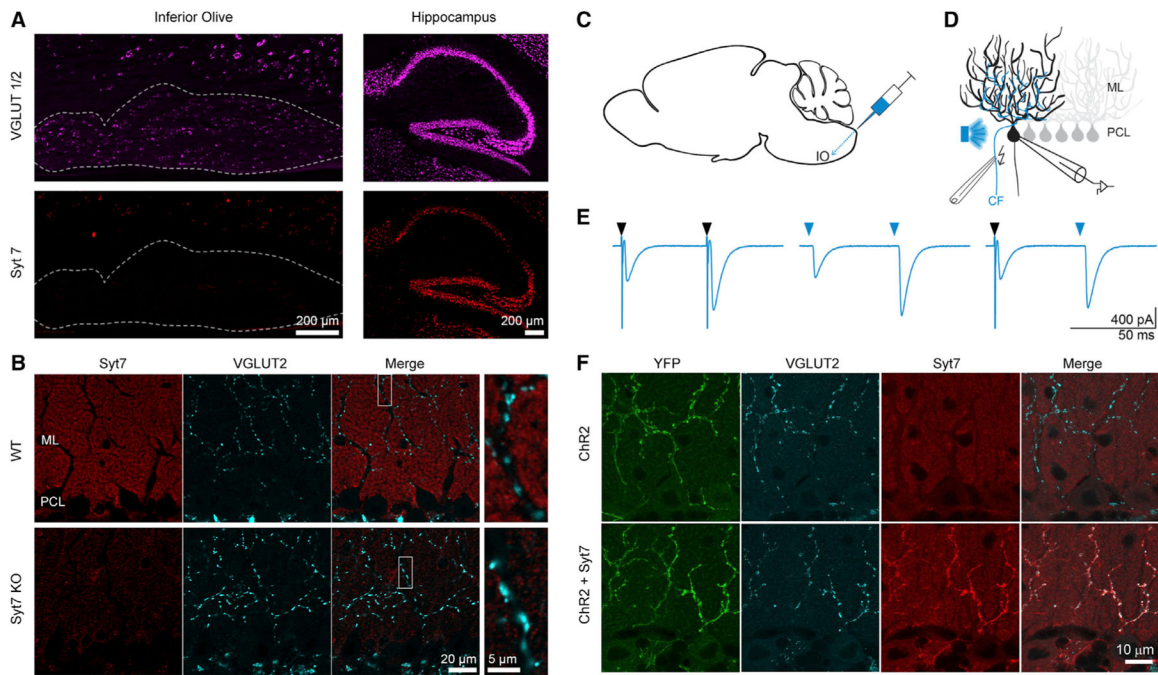 A
Inferior Olive
Hippocampus
VGLUT 1/2
Syt 7
200 µm
200 µm
B
Syt7
VGLUT2
Merge
WT
ML
PCL
Syt7 KO
20 µm
5 µm
C
IO
D
ML
PCL
CF
E
400 pA
50 ms
F
YFP
VGLUT2
Syt7
Merge
ChR2
ChR2 + Syt7
10 µm